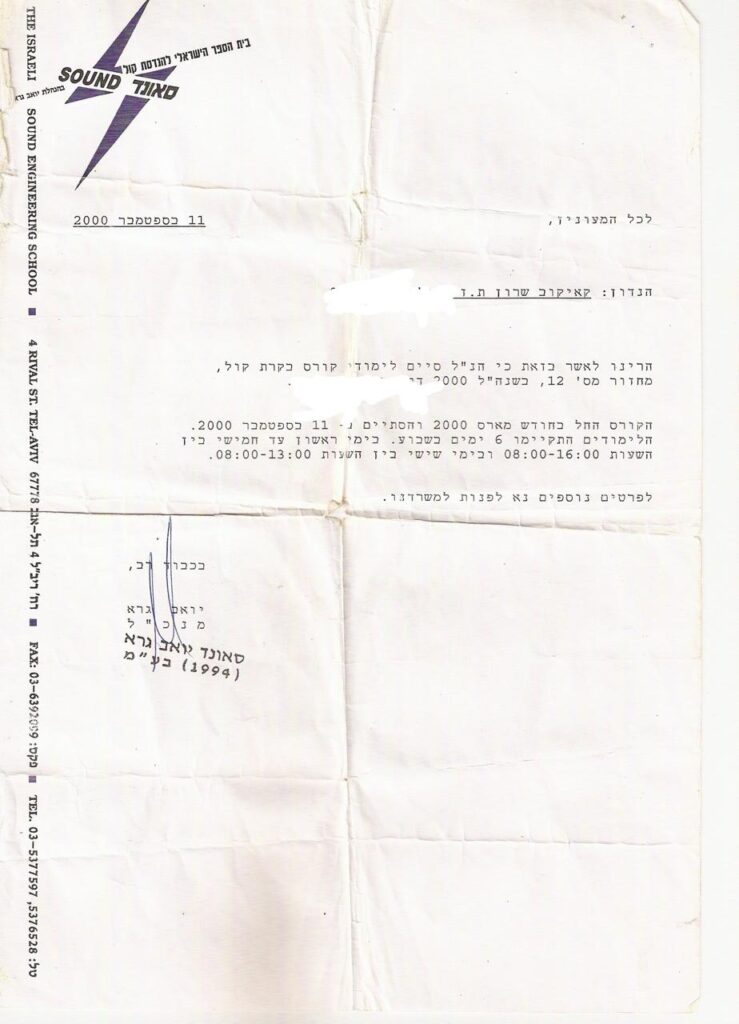 בית הספר הישראלי להנדסת קול
SOUND סאונד
בהנהלת יואב גרא
THE ISRAELI SOUND ENGINEERING SCHOOL ■ 4 RIVAL ST. TEL-AVIV 67778 רח' ריב"ל 4 תל-אביב ■ FAX: 03-6392099 פקס: ■ TEL. 03-5377597, 5376528 טל:
11 בספטמבר 2000
לכל המעונין,
הנדון: קאיקוב שרון ת.ז
הרינו לאשר בזאת כי הנ"ל סיים לימודי קורס בקרת קול,
מחזור מס' 12, בשנה"ל 2000
הקורס החל בחודש מארס 2000 והסתיים ב- 11 בספטמבר 2000.
הלימודים התקיימו 6 ימים בשבוע. בימי ראשון עד חמישי בין
השעות 08:00-16:00 ובימי שישי בין השעות 08:00-13:00.
לפרטים נוספים נא לפנות למשרדנו.
בכבוד רב,
יואב גרא
מ נ כ "ל
סאונד יואב גרא
(1994) בע"מ